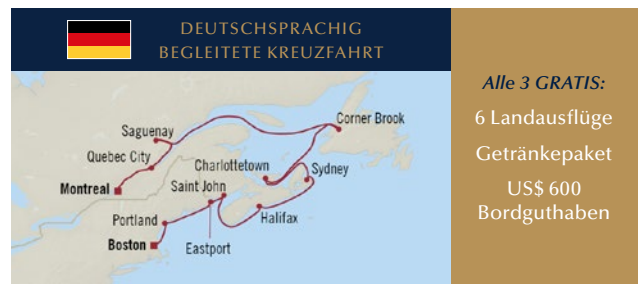 DEUTSCHSPRACHIG
BEGLEITETE KREUZFAHRT
Alle 3 GRATIS:
6 Landausflüge
Getränkepaket
US$ 600
Bordguthaben
Corner Brook
Saguenay
Quebec City
Charlottetown
Sydney
Montreal
Saint John
Portland
Halifax
Boston
Eastport